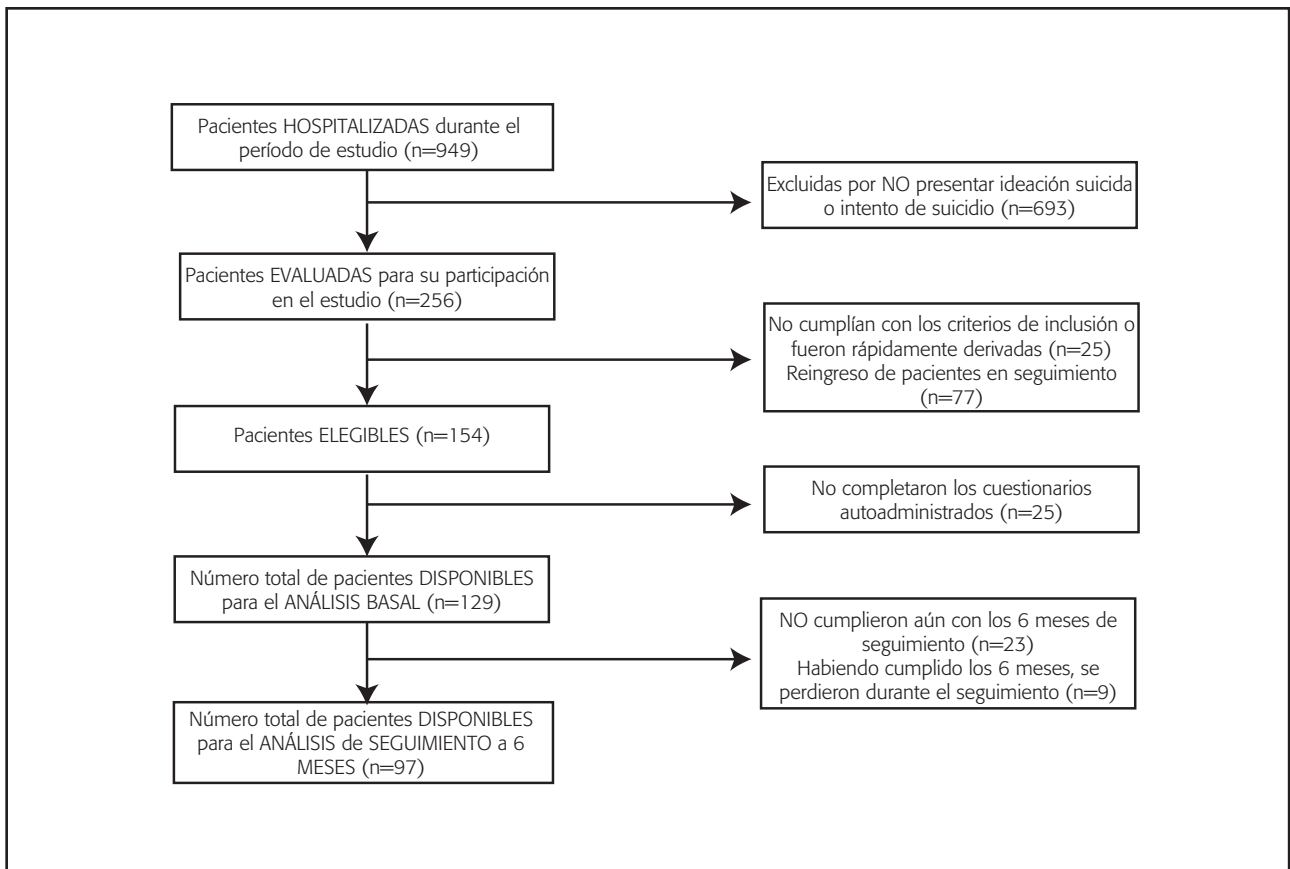 Pacientes HOSPITALIZADAS durante el
período de estudio (n=949)
Excluidas por NO presentar ideación suicida
o intento de suicidio (n=693)
Pacientes EVALUADAS para su participación
en el estudio (n=256)
No cumplían con los criterios de inclusión o
fueron rápidamente derivadas (n=25)
Reingreso de pacientes en seguimiento
(n=77)
Pacientes ELEGIBLES (n=154)
No completaron los cuestionarios
autoadministrados (n=25)
Número total de pacientes DISPONIBLES
para el ANÁLISIS BASAL (n=129)
NO cumplieron aún con los 6 meses de
seguimiento (n=23)
Habiendo cumplido los 6 meses, se
perdieron durante el seguimiento (n=9)
Número total de pacientes DISPONIBLES
para el ANÁLISIS de SEGUIMIENTO a 6
MESES (n=97)